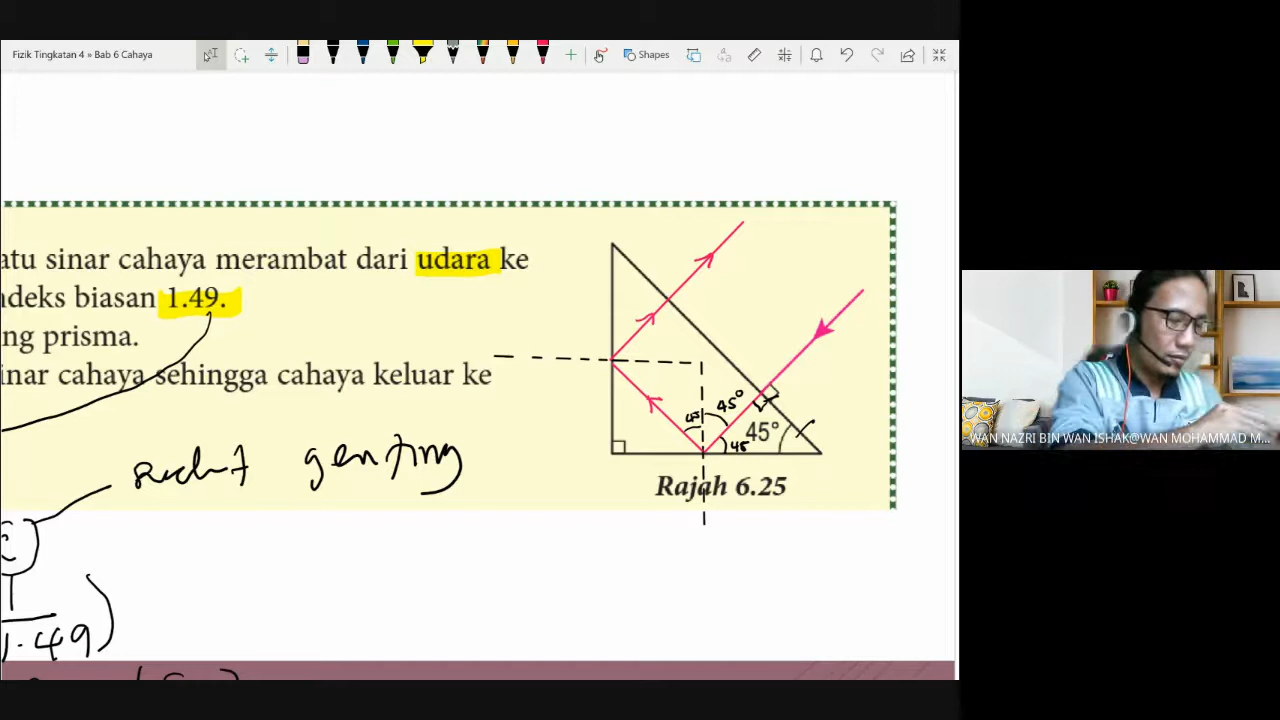 Fizik Tingkatan 4 » Bab 6 Cahaya
Shapes
atu sinar cahaya merambat dari udara ke
ndeks biasan 1.49.
ng prisma.
inar cahaya sehingga cahaya keluar ke
45°
45
45
45°
Rajah 6.25
sudut genting
c
1.49)
WAN NAZRI BIN WAN ISHAK@WAN MOHAMMAD M...